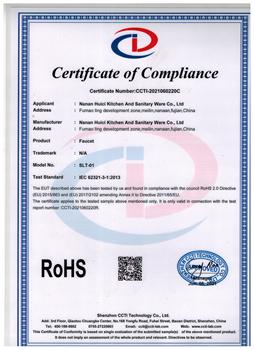 Certificate of Compliance
Certificate Number:CCTI-2021060220C
Applicant : Nanan Huici Kitchen And Sanitary Ware Co., Ltd
Address : Fumao ling development zone,meilin,nanaan,fujian,China
Manufacturer : Nanan Huici Kitchen And Sanitary Ware Co., Ltd
Address : Fumao ling development zone,meilin,nanaan,fujian,China
Product : Faucet
Trademark : N/A
Model No. : SLT-01
Test Standard : IEC 62321-3-1:2013
The EUT described above has been tested by us and found in compliance with the council RoHS 2.0 Directive
(EU) 2015/863 and (EU) 2017/2102 amending Annex II to Directive 2011/65/EU.
The certificate applies to the tested sample above mentioned only. It is only valid in connection with the test
report number :CCTI-2021060220R.
RoHS
Shenzhen CCTI Technology Co., Ltd.